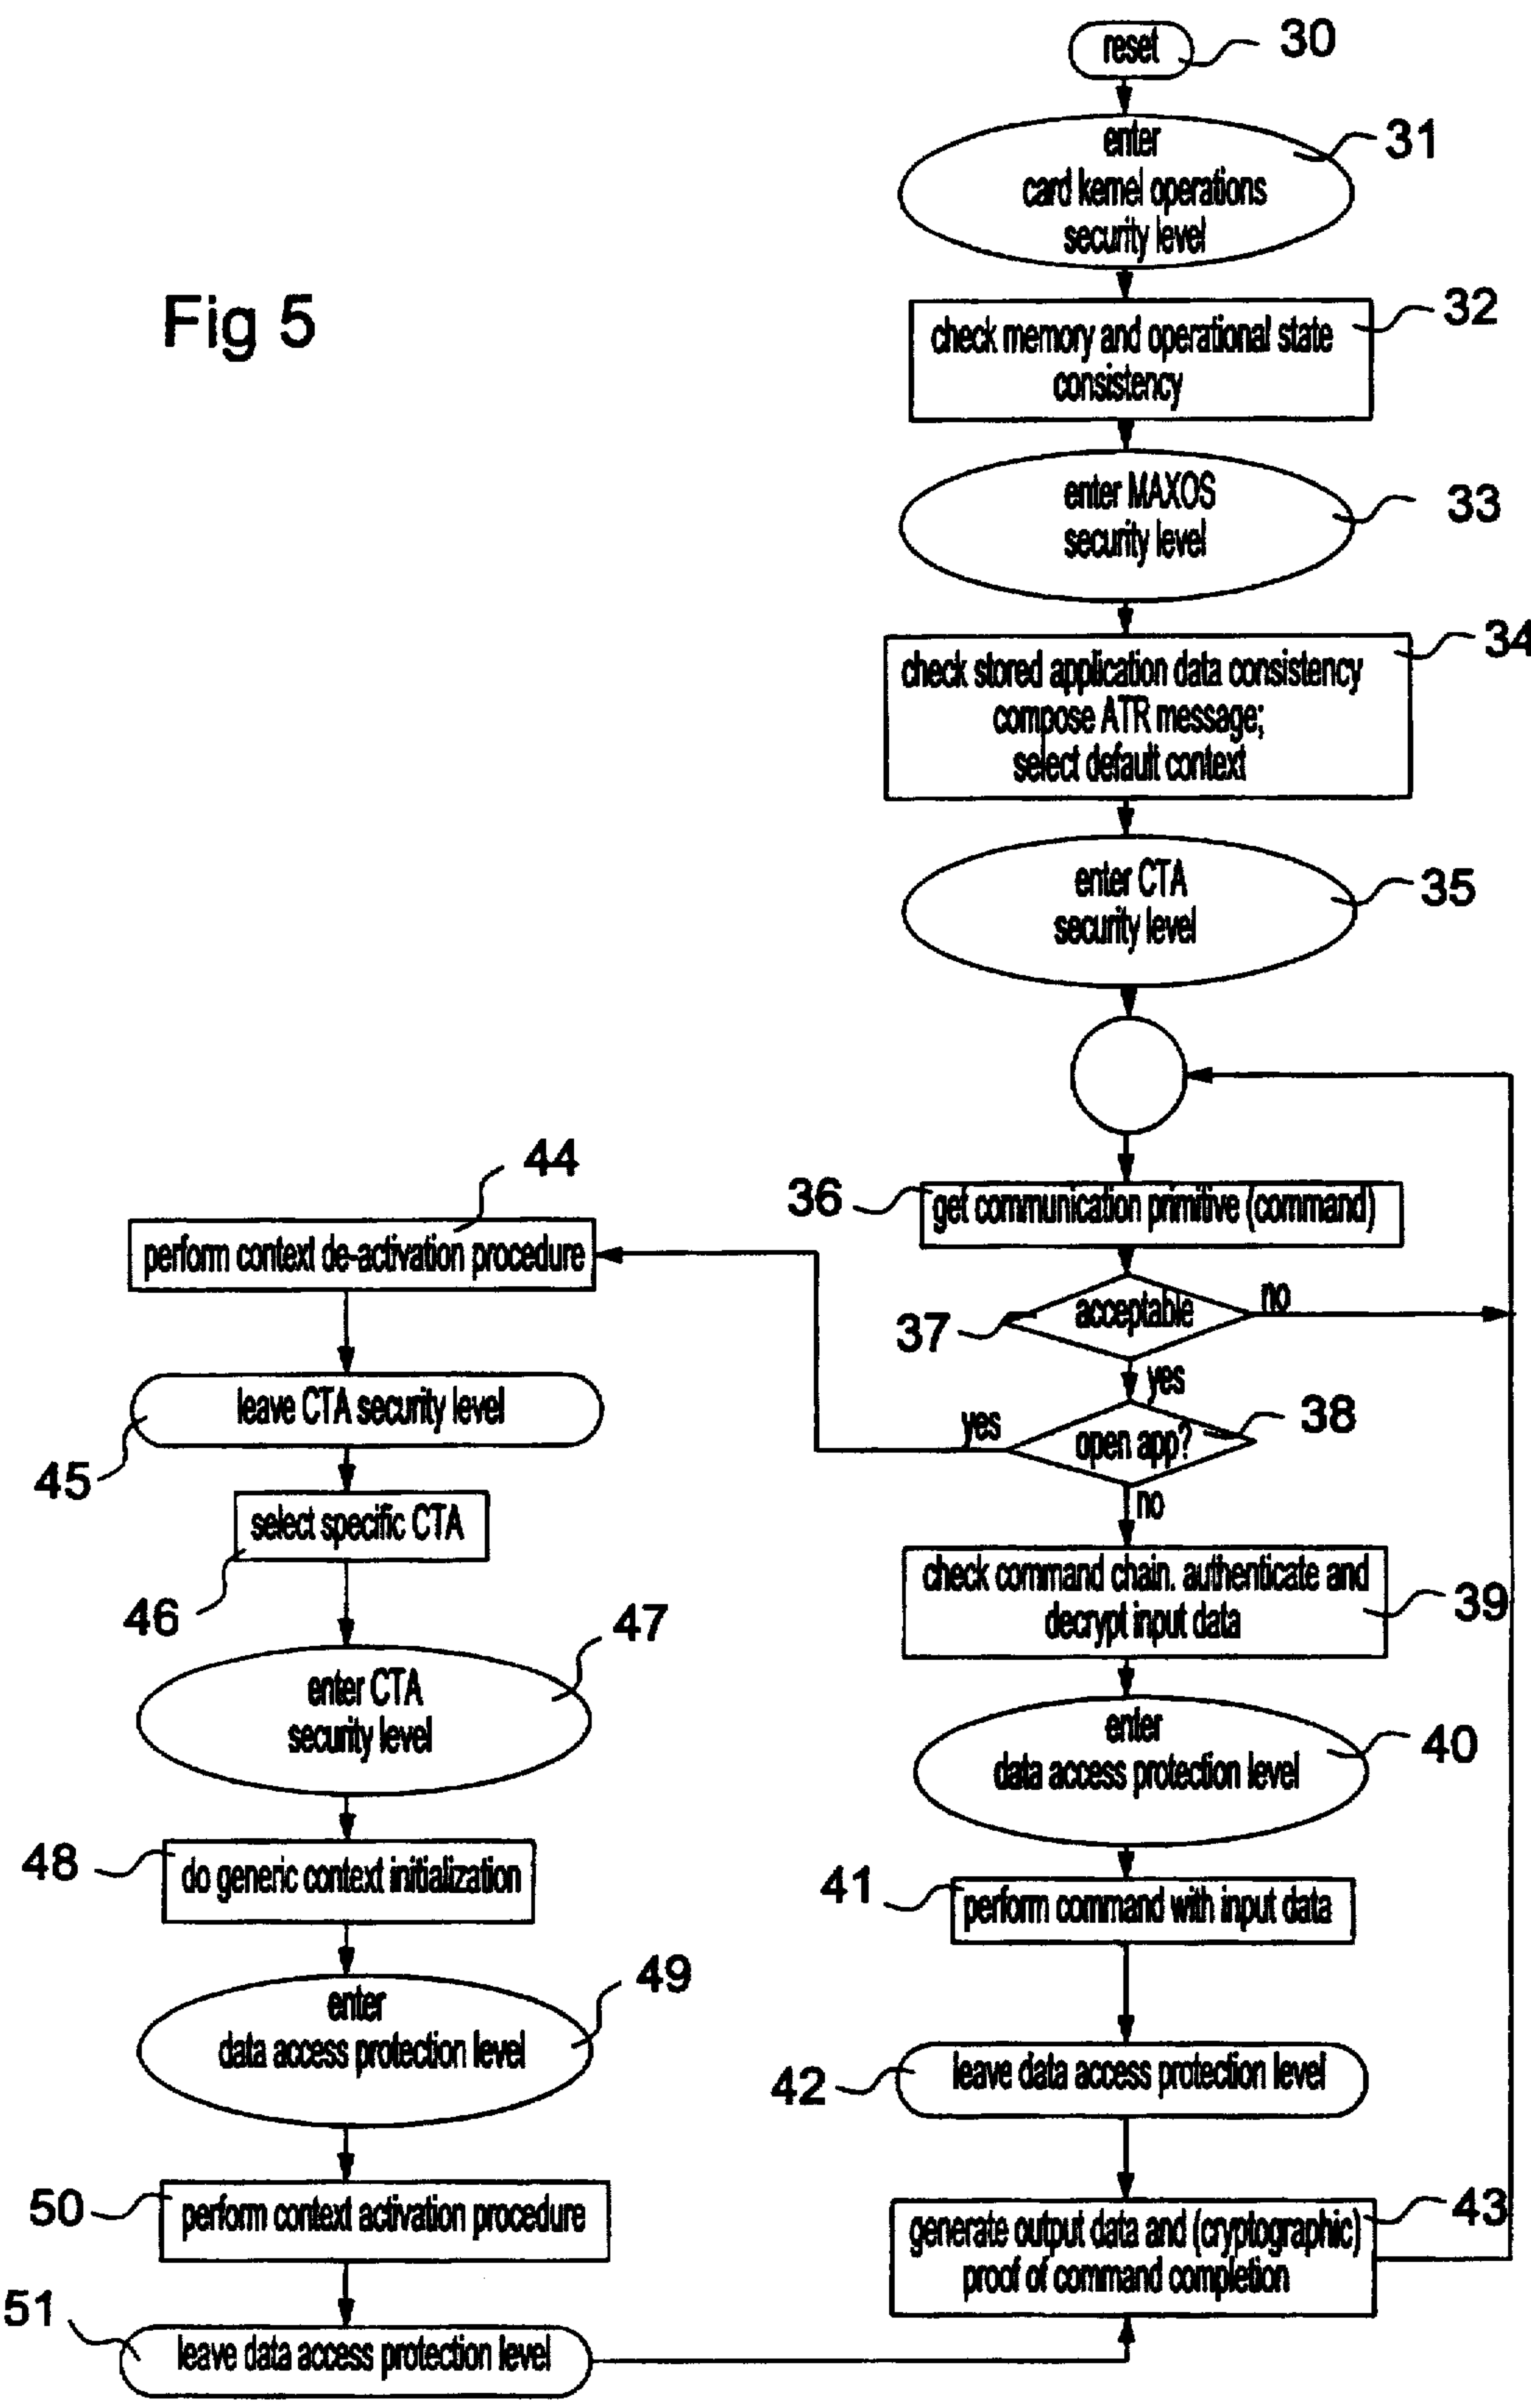 reset
30
enter
card kernel operations
security level
31
Fig 5
check memory and operational state
consistency
32
enter MAXOS
security level
33
check stored application data consistency
compose ATR message;
select default context
34
enter CTA
security level
35
36
get communication primitive (command)
37
acceptable
no
yes
open app?
38
yes
no
check command chain. authenticate and
decrypt input data
39
enter
data access protection level
40
41
perform command with input data
42
leave data access protection level
generate output data and (cryptographic)
proof of command completion
43
44
perform context de-activation procedure
leave CTA security level
45
select specific CTA
46
47
enter CTA
security level
48
do generic context initialization
49
enter
data access protection level
50
perform context activation procedure
51
leave data access protection level